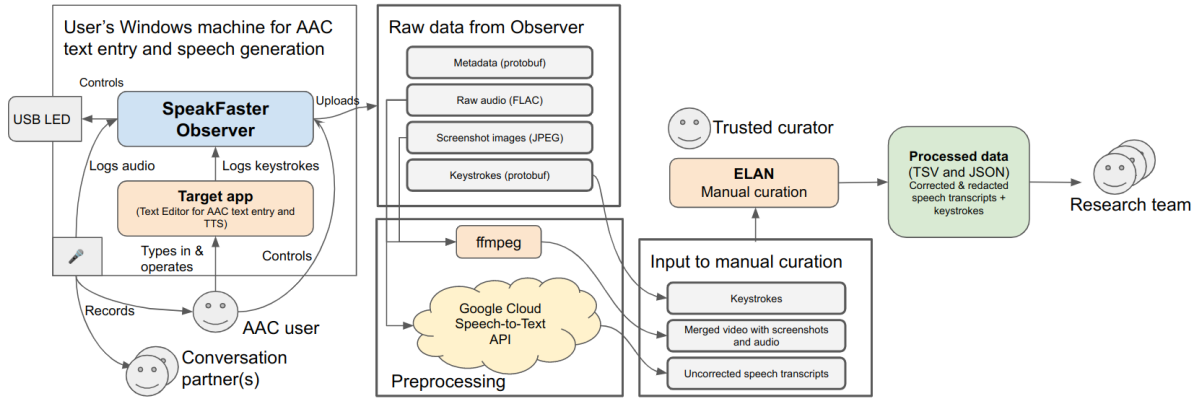 User's Windows machine for AAC
text entry and speech generation
Controls
USB LED
SpeakFaster
Observer
Uploads
Logs audio
Logs keystrokes
Target app
(Text Editor for AAC text entry and
TTS)
Types in &
operates
Controls
Records
AAC user
Conversation
partner(s)
Raw data from Observer
Metadata (protobuf)
Raw audio (FLAC)
Screenshot images (JPEG)
Keystrokes (protobuf)
ffmpeg
Google Cloud
Speech-to-Text
API
Preprocessing
Input to manual curation
Keystrokes
Merged video with screenshots
and audio
Uncorrected speech transcripts
Trusted curator
ELAN
Manual curation
Processed data
(TSV and JSON)
Corrected & redacted
speech transcripts +
keystrokes
Research team